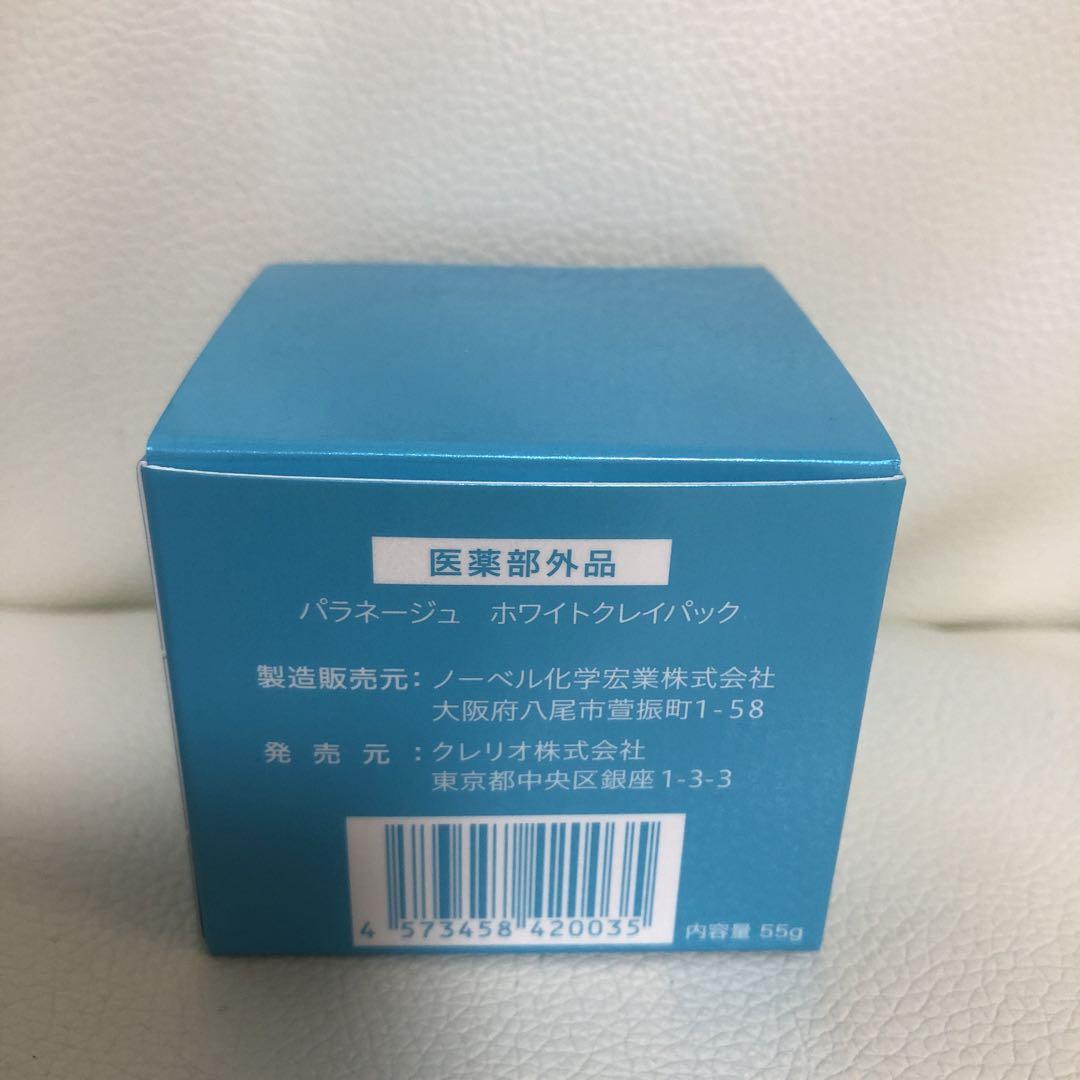 医薬部外品
パラネージュ　ホワイトクレイパック
製造販売元: ノーベル化学宏業株式会社
大阪府八尾市萱振町1-58
発売元: クレリオ株式会社
東京都中央区銀座1-3-3
4 573458 420035
内容量 55g